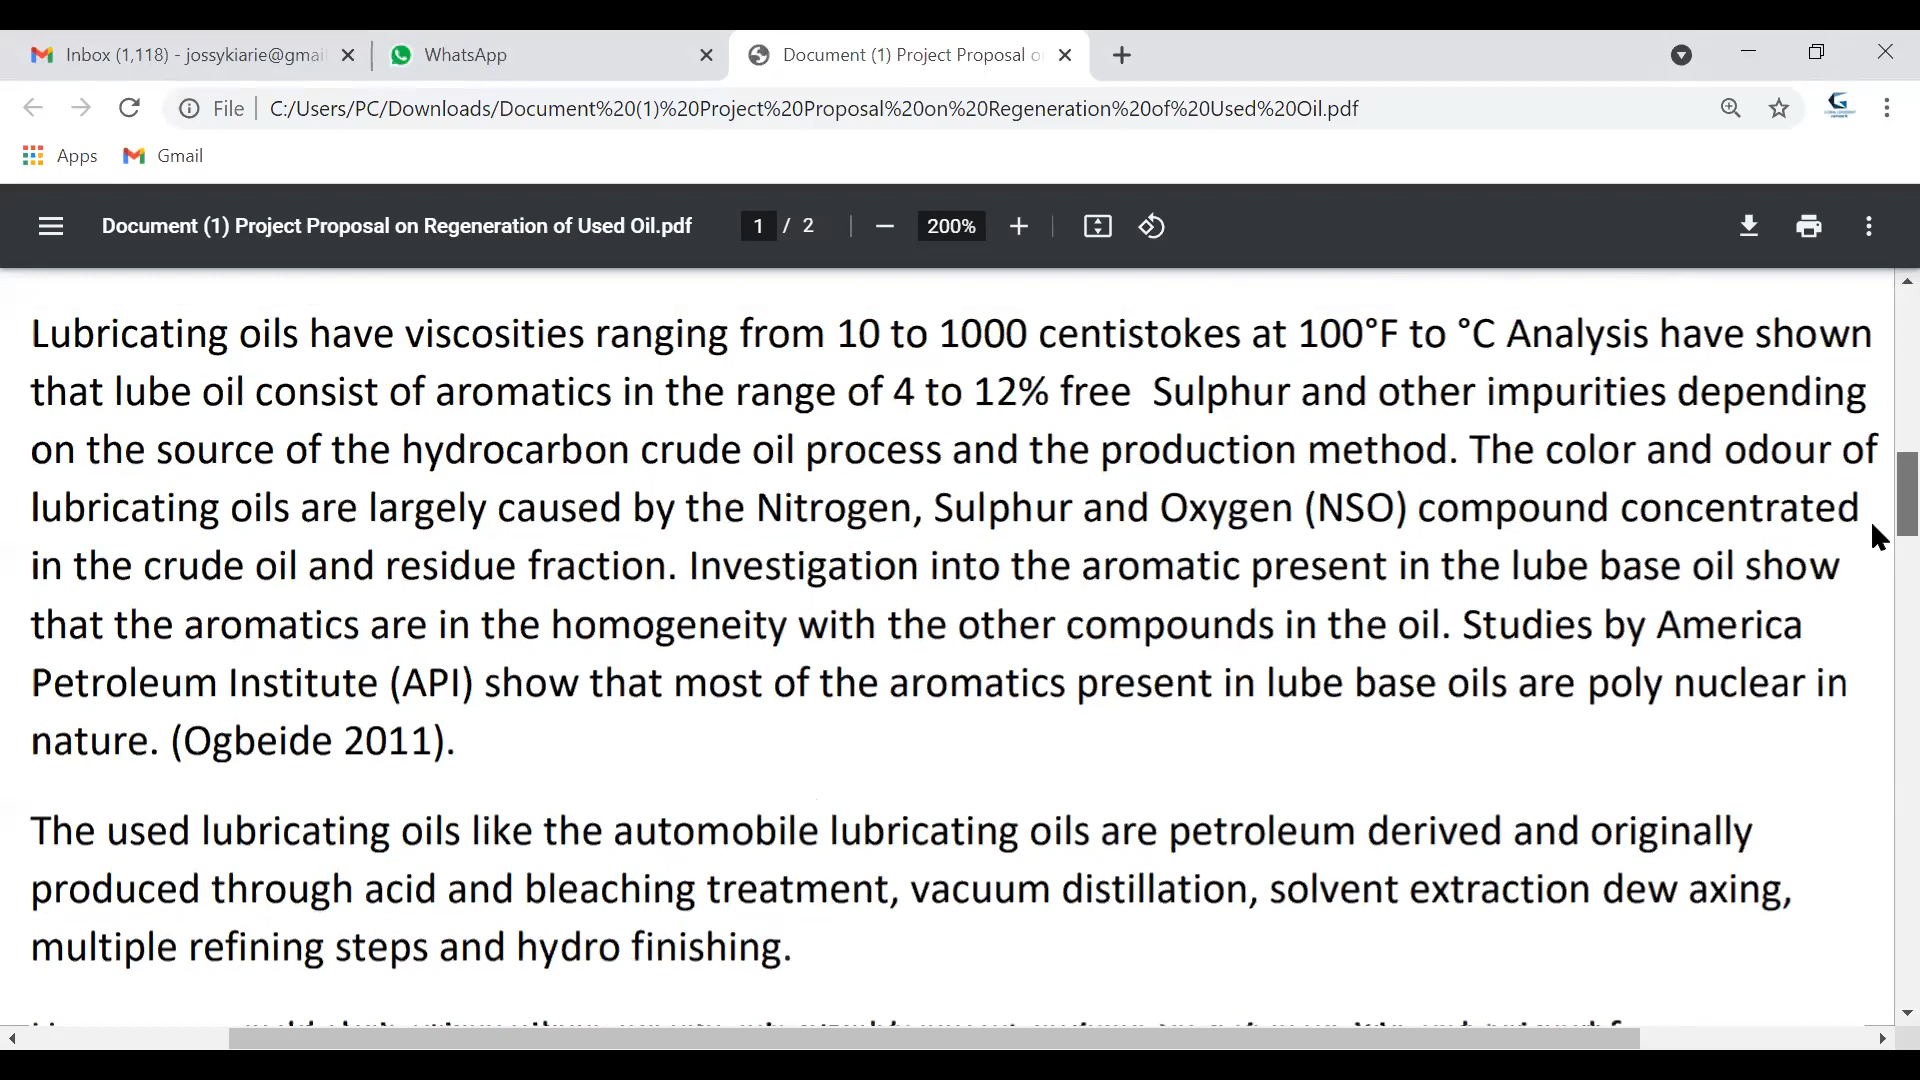 Inbox (1,118) - jossykiarie@gmai
WhatsApp
Document (1) Project Proposal o
File
C:/Users/PC/Downloads/Document%20(1)%20Project%20Proposal%20on%20Regeneration%20of%20Used%20Oil.pdf
Apps
Gmail
Document (1) Project Proposal on Regeneration of Used Oil.pdf
1 / 2
200%
Lubricating oils have viscosities ranging from 10 to 1000 centistokes at 100°F to °C Analysis have shown
that lube oil consist of aromatics in the range of 4 to 12% free Sulphur and other impurities depending
on the source of the hydrocarbon crude oil process and the production method. The color and odour of
lubricating oils are largely caused by the Nitrogen, Sulphur and Oxygen (NSO) compound concentrated
in the crude oil and residue fraction. Investigation into the aromatic present in the lube base oil show
that the aromatics are in the homogeneity with the other compounds in the oil. Studies by America
Petroleum Institute (API) show that most of the aromatics present in lube base oils are poly nuclear in
nature. (Ogbeide 2011).
The used lubricating oils like the automobile lubricating oils are petroleum derived and originally
produced through acid and bleaching treatment, vacuum distillation, solvent extraction dew axing,
multiple refining steps and hydro finishing.